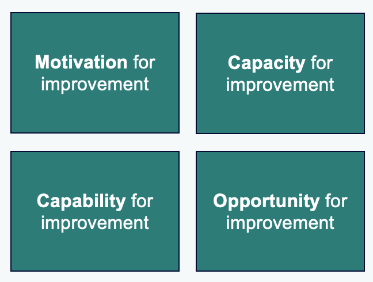 Motivation for
improvement
Capacity for
improvement
Capability for
improvement
Opportunity for
improvement